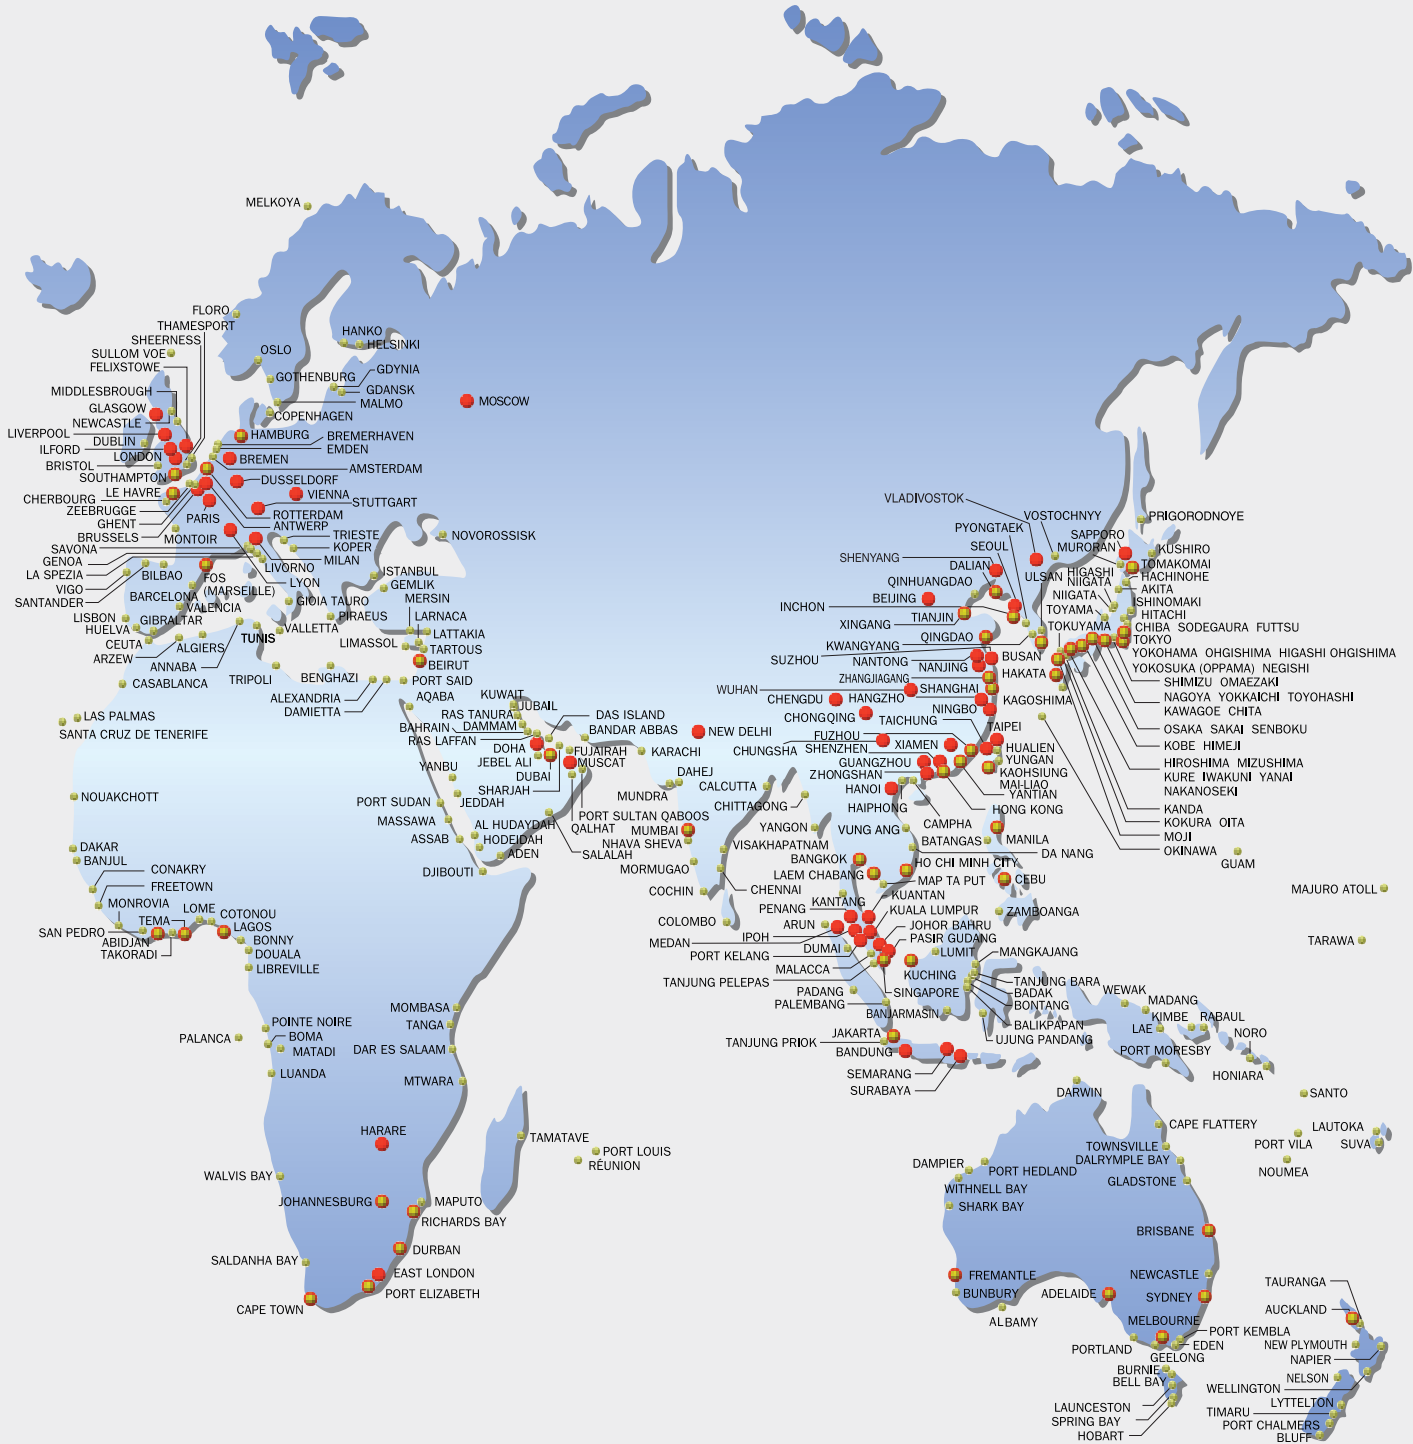 MELKOYA
FLORO
THAMESPORT
SHEERNESS
SULLOM VOE
FELIXSTOWE
OSLO
HANKO
HELSINKI
GDYNIA
GOTHENBURG
GDANSK
MALMO
COPENHAGEN
MOSCOW
MIDDLESBROUGH
GLASGOW
NEWCASTLE
LIVERPOOL
DUBLIN
ILFORD
LONDON
BRISTOL
SOUTHAMPTON
LE HAVRE
CHERBOURG
ZEEBRUGGE
GHENT
BRUSSELS
HAMBURG
BREMERHAVEN
EMDEN
BREMEN
AMSTERDAM
DUSSELDORF
VIENNA
STUTTGART
PARIS
ROTTERDAM
ANTWERP
MONTOIR
TRIESTE
KOPER
MILAN
SAVONA
GENOA
LIVORNO
LA SPEZIA
LYON
VIGO
BILBAO
FOS
(MARSEILLE)
SANTANDER
BARCELONA
VALENCIA
GIOIA TAURO
NOVOROSSISK
ISTANBUL
GEMLIK
MERSIN
PIRAEUS
LARNACA
LISBON
GIBRALTAR
HUELVA
VALLETTA
LATTAKIA
CEUTA
ALGIERS
TUNIS
LIMASSOL
TARTOUS
ARZEW
ANNABA
BEIRUT
TRIPOLI
BENGHAZI
PORT SAID
CASABLANCA
ALEXANDRIA
DAMIETTA
AQABA
LAS PALMAS
SANTA CRUZ DE TENERIFE
KUWAIT
JUBAIL
RAS TANURA
DAS ISLAND
BAHRAIN
DAMMAM
BANDAR ABBAS
RAS LAFFAN
DOHA
FUJAIRAH
JEBEL ALI
MUSCAT
DUBAI
SHARJAH
KARACHI
YANBU
JEDDAH
PORT SUDAN
MASSAWA
ASSAB
AL HUDAYDAH
HODEIDAH
ADEN
DJIBOUTI
PORT SULTAN QABOOS
QALHAT
SALALAH
NEW DELHI
DAHEJ
MUNDRA
CALCUTTA
CHITTAGONG
MUMBAI
NHAVA SHEVA
YANGON
VISAKHAPATNAM
MORMUGAO
CHENNAI
COCHIN
COLOMBO
NOUAKCHOTT
DAKAR
BANJUL
CONAKRY
FREETOWN
MONROVIA
LOME
COTONOU
TEMA
LAGOS
SAN PEDRO
ABIDJAN
TAKORADI
BONNY
DOUALA
LIBREVILLE
MOMBASA
TANGA
POINTE NOIRE
PALANCA
BOMA
MATADI
DAR ES SALAAM
LUANDA
MTWARA
HARARE
TAMATAVE
PORT LOUIS
RÉUNION
WALVIS BAY
JOHANNESBURG
MAPUTO
RICHARDS BAY
DURBAN
SALDANHA BAY
EAST LONDON
PORT ELIZABETH
CAPE TOWN
VLADIVOSTOK
VOSTOCHNYY
PRIGORODNOYE
PYONGTAEK
SEOUL
SAPPORO
MURORAN
KUSHIRO
SHENYANG
DALIAN
ULSAN
HIGASHI
NIIGATA
TOMAKOMAI
HACHINOHE
QINHUANGDAO
AKITA
BEIJING
NIIGATA
ISHINOMAKI
INCHON
TOYAMA
HITACHI
XINGANG
TIANJIN
TOKUYAMA
CHIBA SODEGAURA FUTTSU
QINGDAO
TOKYO
KWANGYANG
BUSAN
YOKOHAMA OHGISHIMA HIGASHI OHGISHIMA
SUZHOU
NANTONG
NANJING
HAKATA
YOKOSUKA (OPPAMA) NEGISHI
ZHANGJIAGANG
SHIMIZU OMAEZAKI
WUHAN
SHANGHAI
NAGOYA YOKKAICHI TOYOHASHI
CHENGDU
HANGZHO
KAGOSHIMA
KAWAGOE CHITA
CHONGQING
NINGBO
TAICHUNG
TAIPEI
OSAKA SAKAI SENBOKU
FUZHOU
CHUNGSHA
SHENZHEN
XIAMEN
HUALIEN
KOBE HIMEJI
GUANGZHOU
YUNGAN
HIROSHIMA MIZUSHIMA
ZHONGSHAN
KAOHSIUNG
KURE IWAKUNI YANAI
HANOI
MAI-LIAO
NAKANOSEKI
YANTIAN
HAIPHONG
HONG KONG
KANDA
CAMPHA
KOKURA OITA
VUNG ANG
MOJI
BATANGAS
MANILA
OKINAWA
DA NANG
GUAM
BANGKOK
HO CHI MINH CITY
LAEM CHABANG
MAP TA PUT
CEBU
MAJURO ATOLL
KANTANG
KUANTAN
PENANG
KUALA LUMPUR
ZAMBOANGA
ARUN
JOHOR BAHRU
IPOH
PASIR GUDANG
MEDAN
DUMAI
LUMIT
MANGKAJANG
TARAWA
PORT KELANG
MALACCA
KUCHING
TANJUNG PELEPAS
TANJUNG BARA
PADANG
SINGAPORE
BADAK
PALEMBANG
BONTANG
WEWAK
MADANG
BANJARMASIN
BALIKPAPAN
KIMBE
RABAUL
JAKARTA
UJUNG PANDANG
LAE
NORO
TANJUNG PRIOK
BANDUNG
PORT MORESBY
SEMARANG
HONIARA
SURABAYA
DARWIN
SANTO
CAPE FLATTERY
LAUTOKA
TOWNSVILLE
PORT VILA
SUVA
DAMPIER
PORT HEDLAND
DALRYMPLE BAY
NOUMEA
WITHNELL BAY
GLADSTONE
SHARK BAY
BRISBANE
FREMANTLE
NEWCASTLE
BUNBURY
ADELAIDE
SYDNEY
TAURANGA
ALBAMY
AUCKLAND
MELBOURNE
PORT KEMBLA
PORTLAND
EDEN
NEW PLYMOUTH
GEELONG
NAPIER
BURNIE
BELL BAY
NELSON
WELLINGTON
LAUNCESTON
LYTTELTON
SPRING BAY
TIMARU
PORT CHALMERS
HOBART
BLUFF